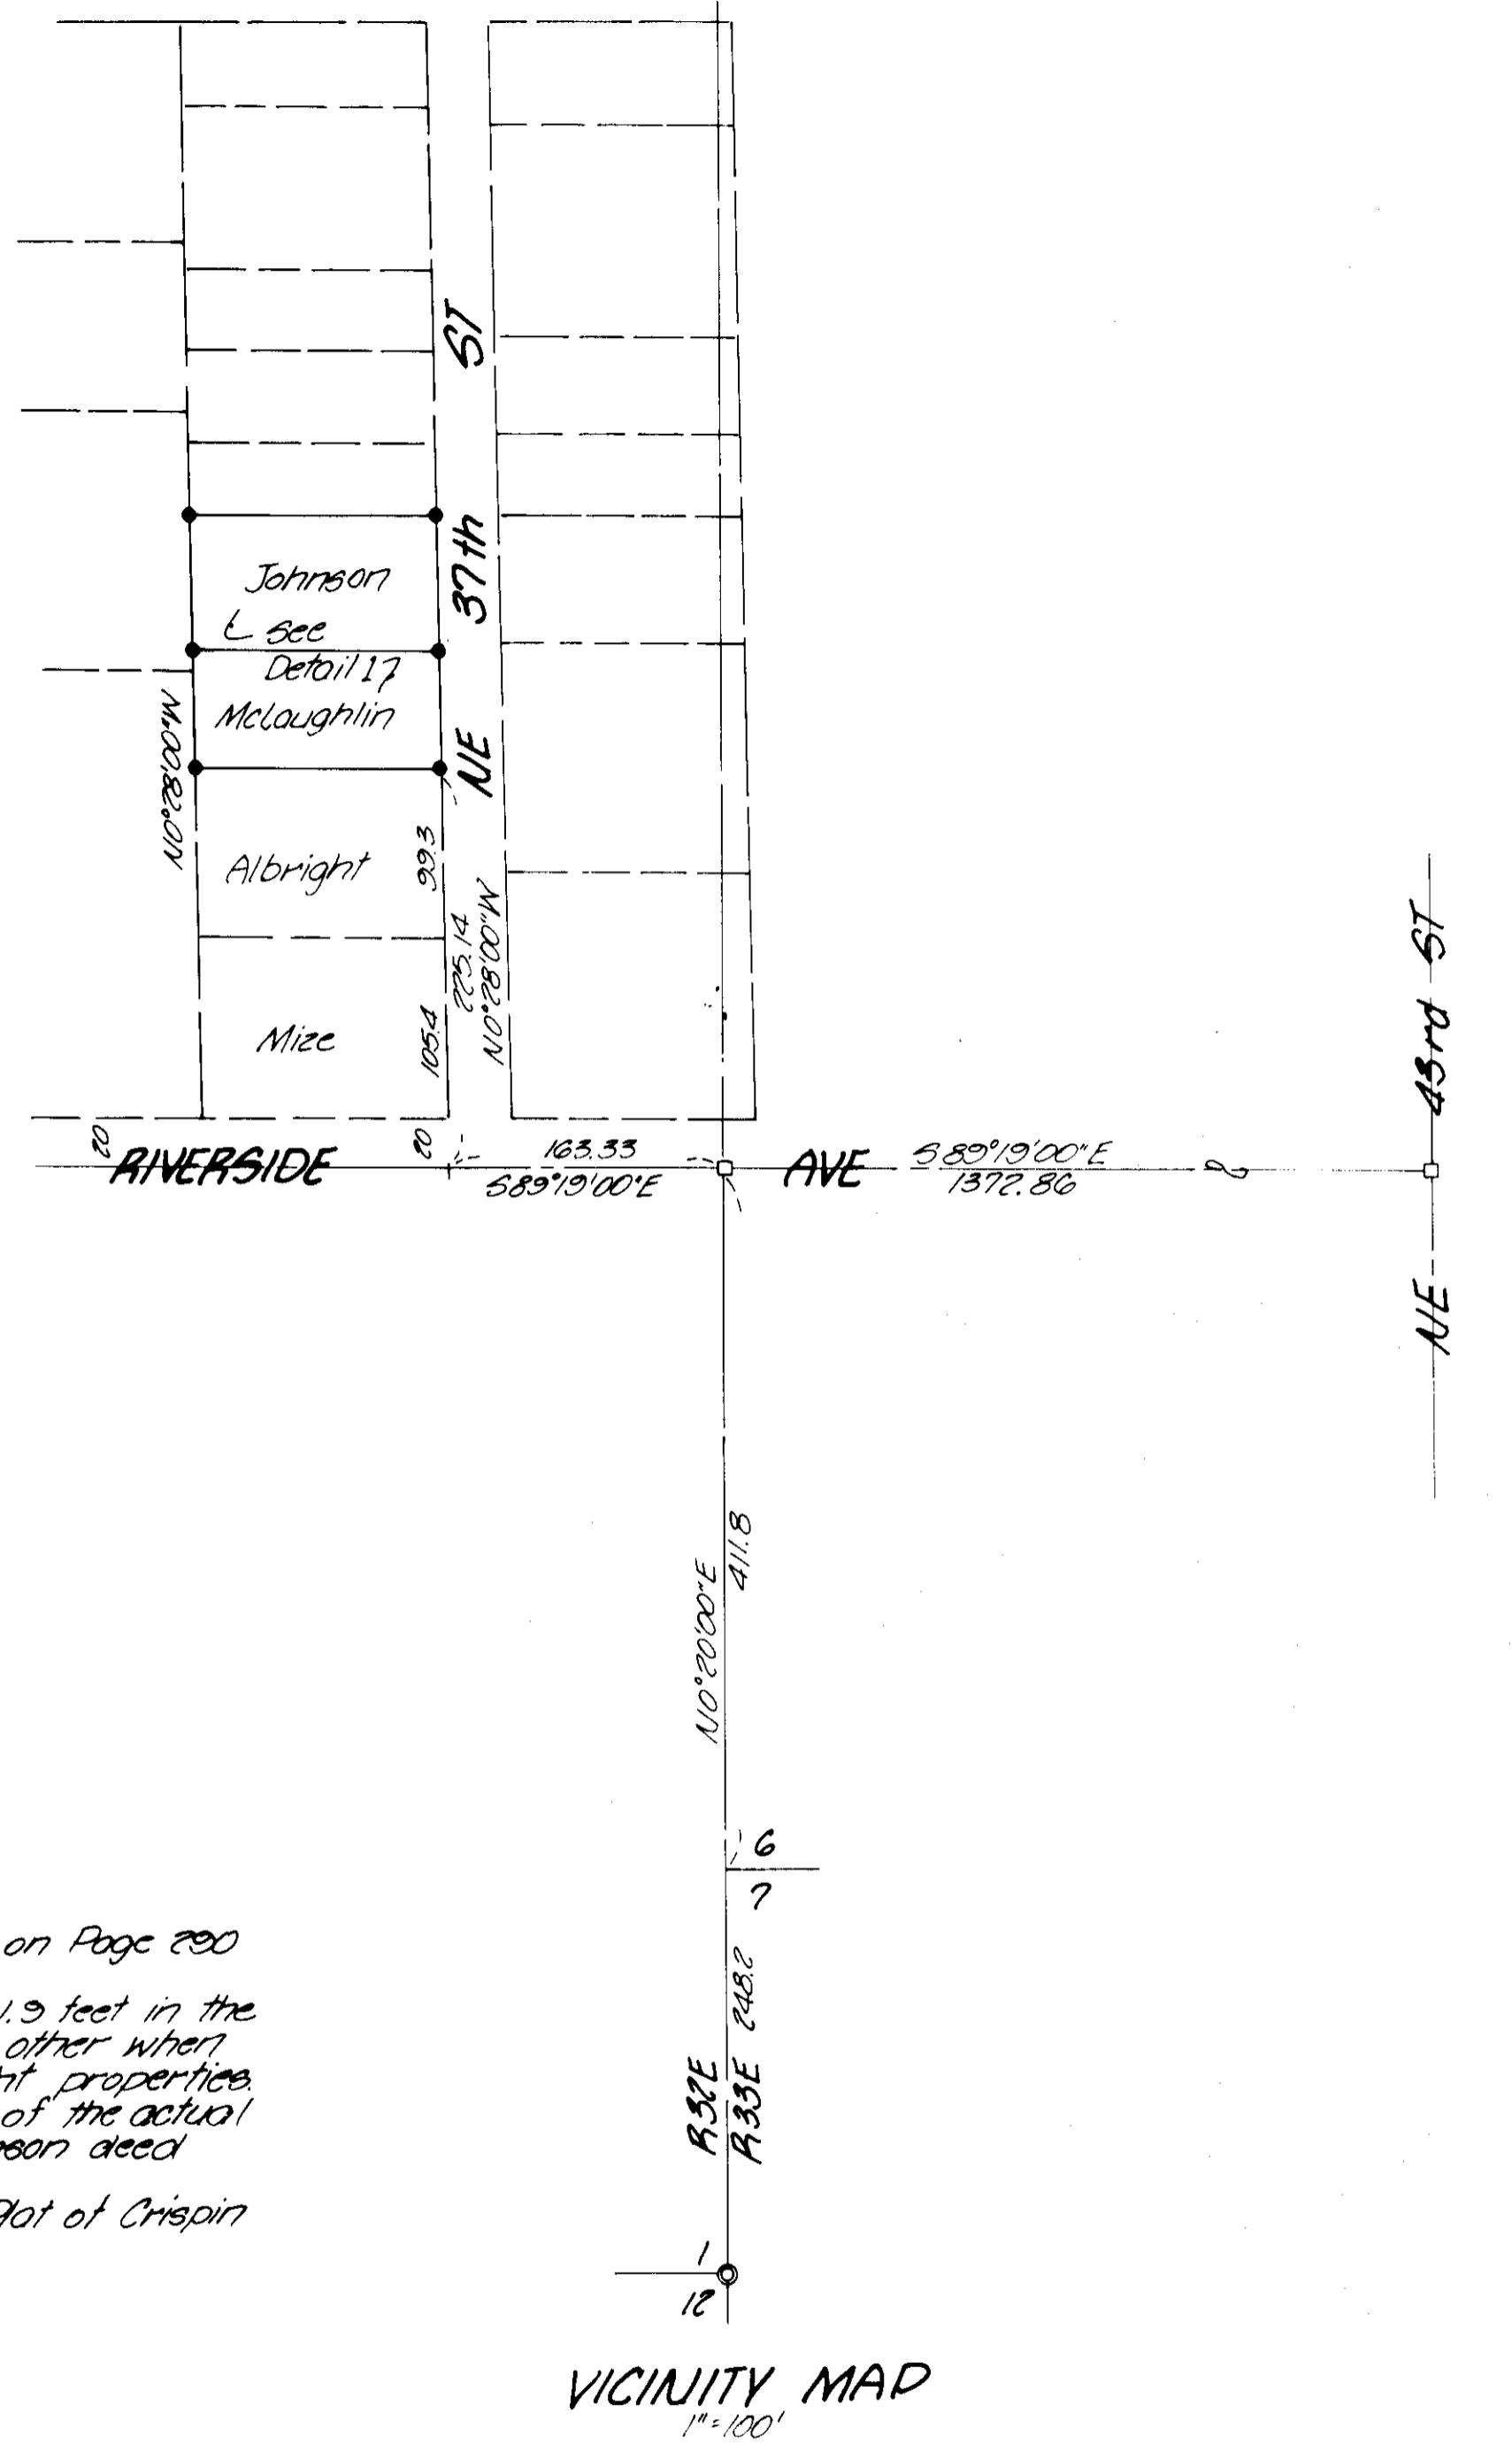 ST
37th
NE
Johnson
see
Detail 17
McLaughlin
N0°28'00"W
Albright
99.3
225.14
N0°28'00"W
Mize
105.4
43rd ST
NE
20
20
RIVERSIDE
163.33
S89°19'00"E
AVE
S89°19'00"E
1372.86
N0°20'00"E
411.8
6
7
on Page 290
1.9 feet in the
other when
nt properties.
of the actual
son deed
Plat of Crispin
248.2
R32E
R33E
1
12
VICINITY MAP
1"=100'